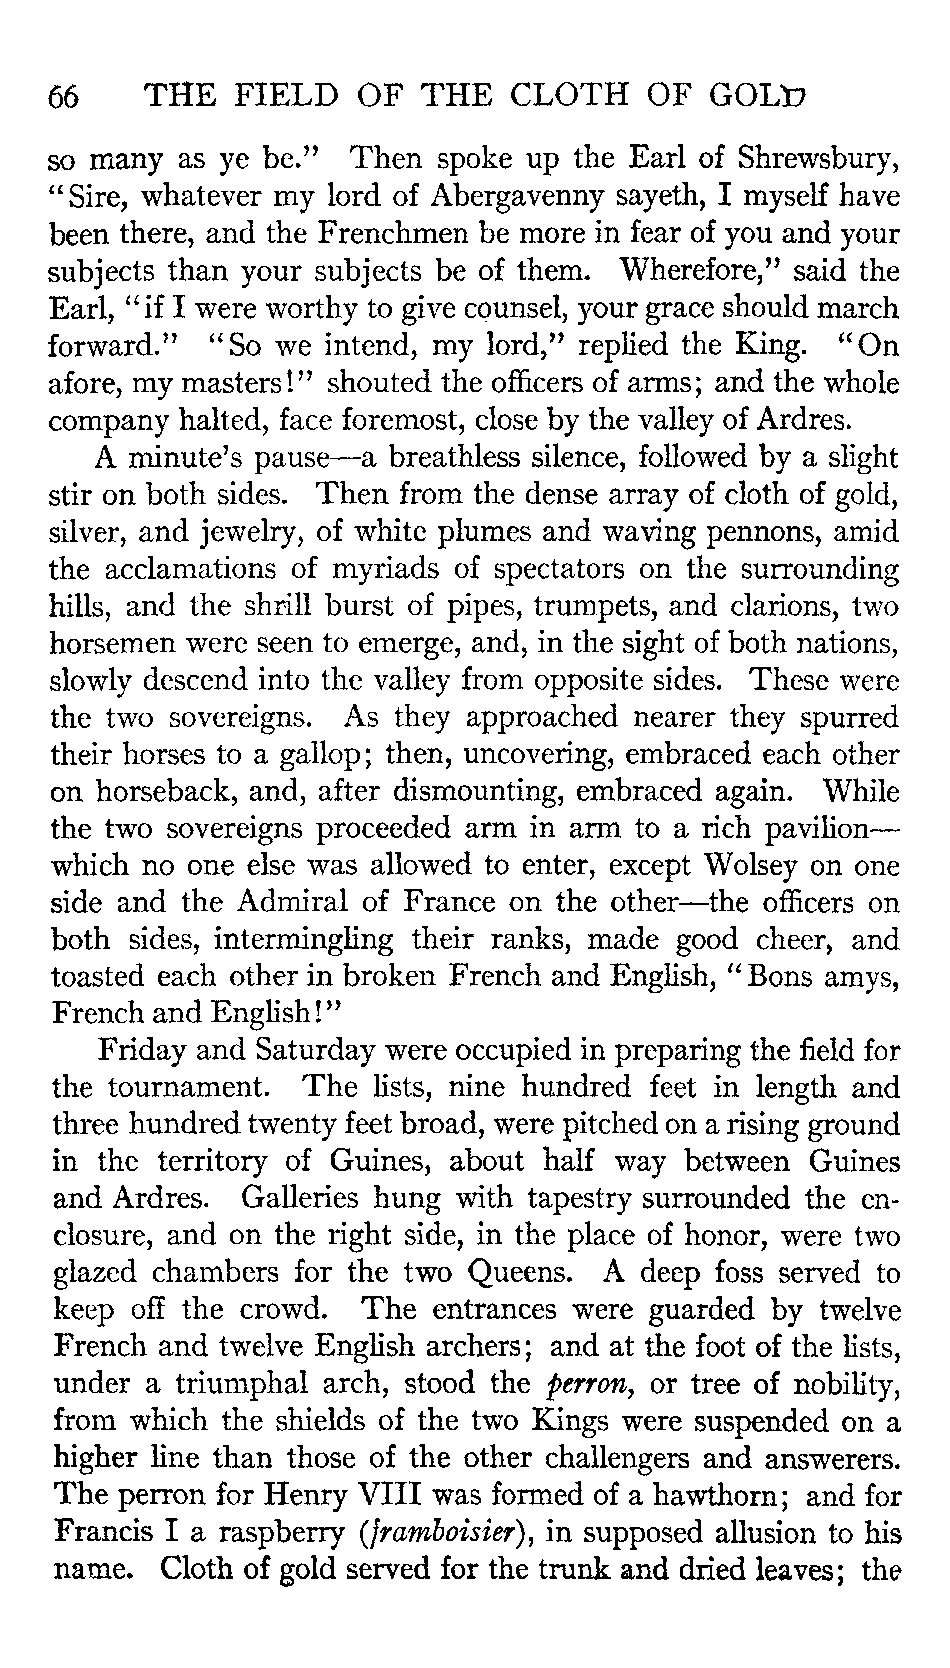 66 THE FIELD OF THE CLOTH OF GOLD
so many as ye be." Then spoke up the Earl of Shrewsbury,
"Sire, whatever my lord of Abergavenny sayeth, I myself have
been there, and the Frenchmen be more in fear of you and your
subjects than your subjects be of them. Wherefore," said the
Earl, "if I were worthy to give counsel, your grace should march
forward." "So we intend, my lord," replied the King. "On
afore, my masters!" shouted the officers of arms; and the whole
company halted, face foremost, close by the valley of Ardres.
A minute's pause—a breathless silence, followed by a slight
stir on both sides. Then from the dense array of cloth of gold,
silver, and jewelry, of white plumes and waving pennons, amid
the acclamations of myriads of spectators on the surrounding
hills, and the shrill burst of pipes, trumpets, and clarions, two
horsemen were seen to emerge, and, in the sight of both nations,
slowly descend into the valley from opposite sides. These were
the two sovereigns. As they approached nearer they spurred
their horses to a gallop; then, uncovering, embraced each other
on horseback, and, after dismounting, embraced again. While
the two sovereigns proceeded arm in arm to a rich pavilion—
which no one else was allowed to enter, except Wolsey on one
side and the Admiral of France on the other—the officers on
both sides, intermingling their ranks, made good cheer, and
toasted each other in broken French and English, "Bons amys,
French and English!"
Friday and Saturday were occupied in preparing the field for
the tournament. The lists, nine hundred feet in length and
three hundred twenty feet broad, were pitched on a rising ground
in the territory of Guines, about half way between Guines
and Ardres. Galleries hung with tapestry surrounded the en-
closure, and on the right side, in the place of honor, were two
glazed chambers for the two Queens. A deep foss served to
keep off the crowd. The entrances were guarded by twelve
French and twelve English archers; and at the foot of the lists,
under a triumphal arch, stood the perron, or tree of nobility,
from which the shields of the two Kings were suspended on a
higher line than those of the other challengers and answerers.
The perron for Henry VIII was formed of a hawthorn; and for
Francis I a raspberry (framboisier), in supposed allusion to his
name. Cloth of gold served for the trunk and dried leaves; the